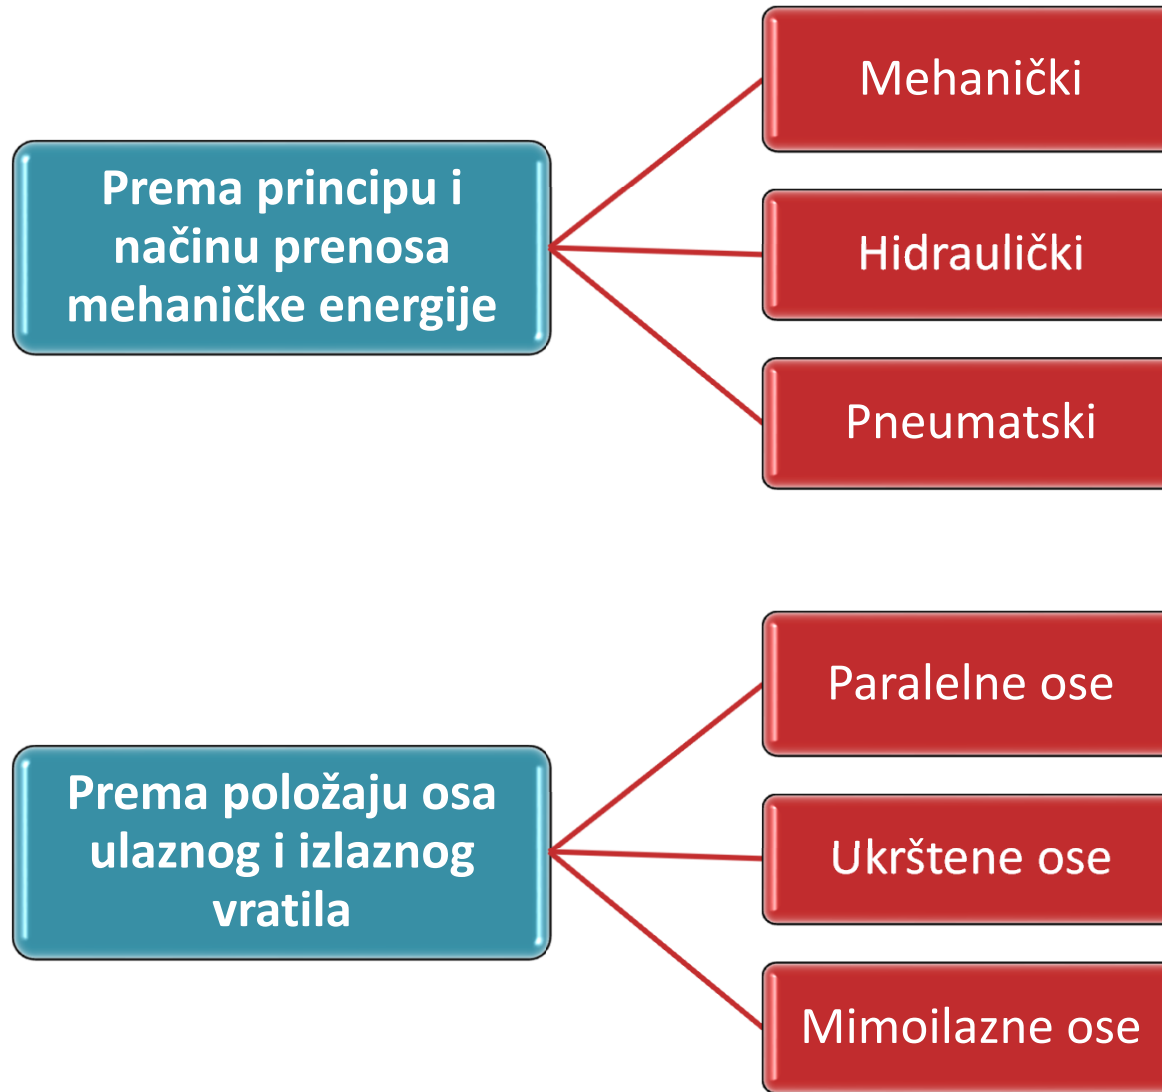 Prema principu i
načinu prenosa
mehaničke energije
Mehanički
Hidraulički
Pneumatski
Prema položaju osa
ulaznog i izlaznog
vratila
Paralelne ose
Ukrštene ose
Mimoilazne ose